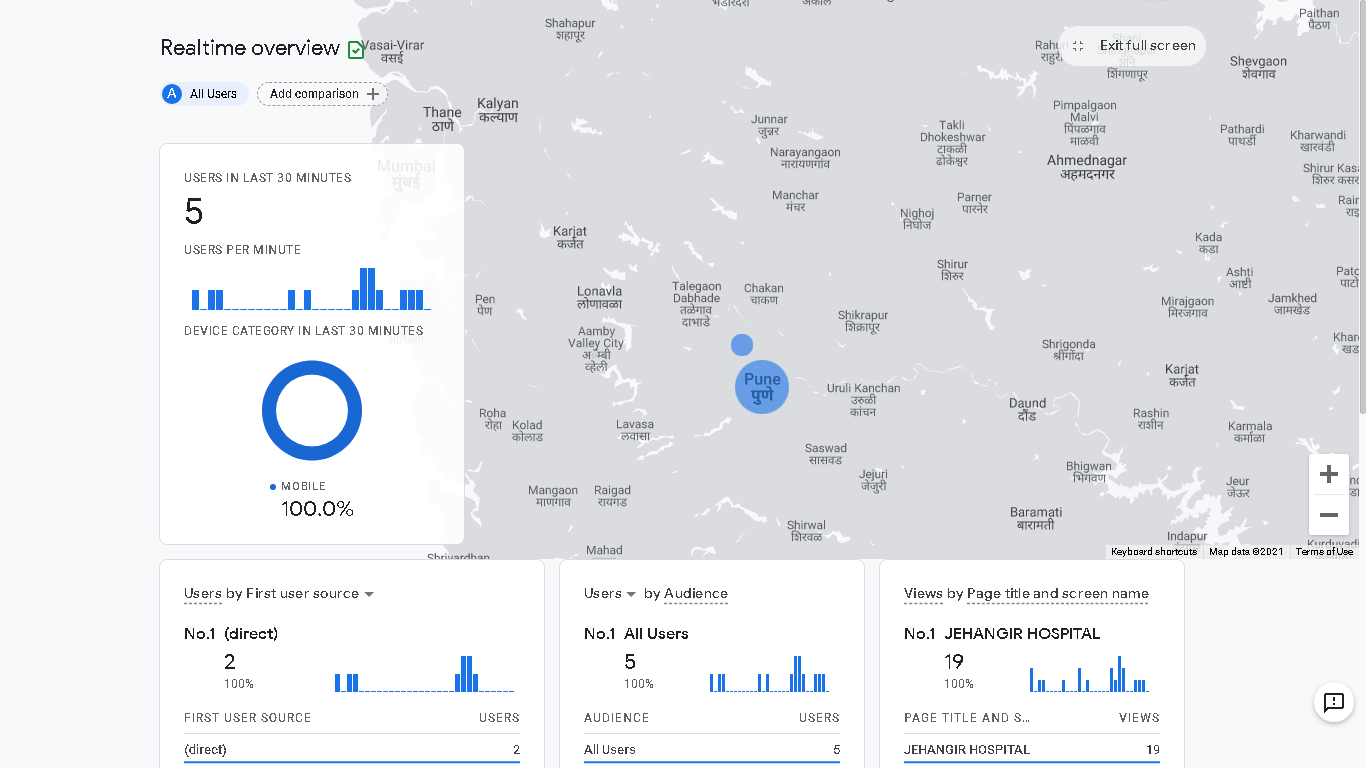 Realtime overview
A All Users
Add comparison +
Exit full screen
USERS IN LAST 30 MINUTES
5
USERS PER MINUTE
DEVICE CATEGORY IN LAST 30 MINUTES
MOBILE
100.0%
Shahapur
शहापूर
Vasai-Virar
वसई
Thane
ठाणे
Kalyan
कल्याण
Mumbai
मुंबई
Junnar
जुन्नर
Narayangaon
नारायणगांव
Manchar
मंचर
Takli
Dhokeshwar
टाकळी
ढोकेश्वर
Parner
पारनेर
Nighoj
निघोज
Shirur
शिरुर
Paithan
पैठण
Shevgaon
शेवगाव
शिंगणापूर
Pimpalgaon
Malvi
पिंपळगाव
माळवी
Ahmednagar
अहमदनगर
Pathardi
पाथर्डी
Kharwandi
खारवंडी
Kada
कडा
Ashti
आष्टी
Mirajgaon
मिरजगाव
Jamkhed
जामखेड
Karjat
कर्जत
Lonavla
लोणावळा
Pen
पेण
Talegaon
Dabhade
तळेगाव
दाभाडे
Chakan
चाकण
Shikrapur
शिक्रापूर
Aamby
Valley City
Pune
पुणे
Uruli Kanchan
उरुळी
कांचन
Shrigonda
श्रीगोंदा
Karjat
कर्जत
Daund
दौंड
Rashin
राशीन
Karmala
कर्माळा
Roha
रोहा
Kolad
कोलाड
Lavasa
लवासा
Saswad
सासवड
Jejuri
जेजुरी
Bhigwan
भिगवण
Jeur
जेऊर
Mangaon
माणगाव
Raigad
रायगड
Shirwal
शिरवळ
Baramati
बारामती
Indapur
Mahad
Shrivardhan
+
−
Keyboard shortcuts
Map data ©2021
Terms of Use
Users by First user source
No.1 (direct)
2
100%
FIRST USER SOURCE USERS
(direct) 2
Users by Audience
No.1 All Users
5
100%
AUDIENCE USERS
All Users 5
Views by Page title and screen name
No.1 JEHANGIR HOSPITAL
19
100%
PAGE TITLE AND S... VIEWS
JEHANGIR HOSPITAL 19